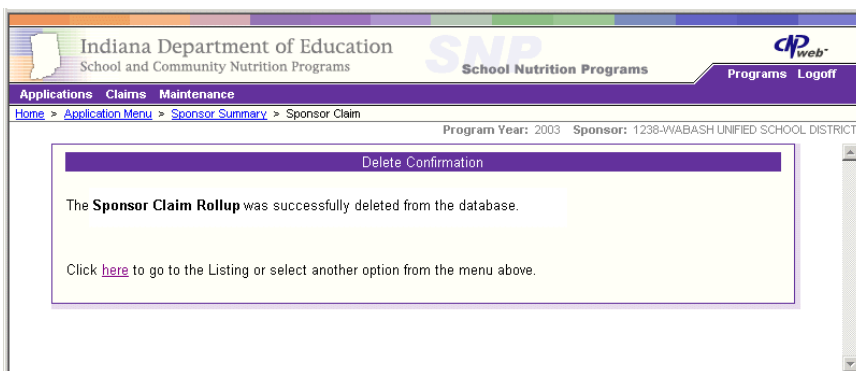 Indiana Department of Education
School and Community Nutrition Programs
SNP
School Nutrition Programs
CNPweb
Programs Logoff
Applications Claims Maintenance
Home > Application Menu > Sponsor Summary > Sponsor Claim
Program Year: 2003 Sponsor: 1238-WABASH UNIFIED SCHOOL DISTRICT
Delete Confirmation
The Sponsor Claim Rollup was successfully deleted from the database.
Click here to go to the Listing or select another option from the menu above.